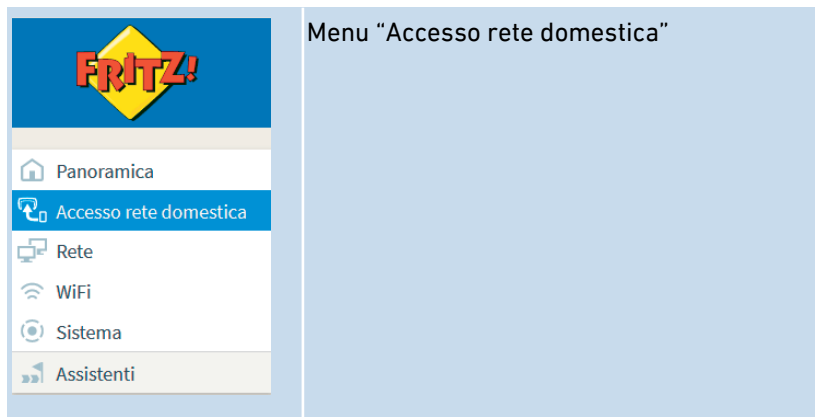 FRITZ!
Menu “Accesso rete domestica”
Panoramica
Accesso rete domestica
Rete
WiFi
Sistema
Assistenti